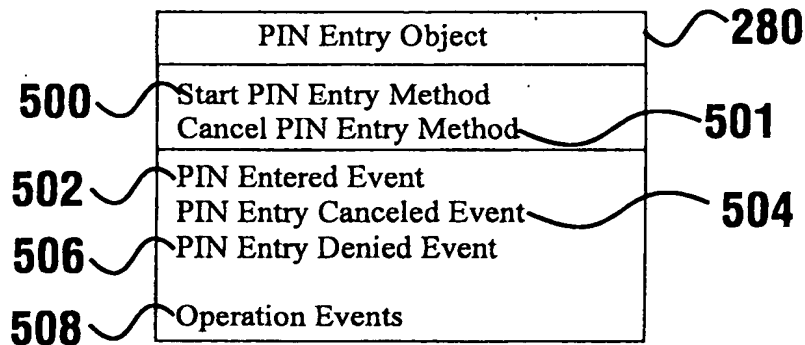 PIN Entry Object 280
500 Start PIN Entry Method
Cancel PIN Entry Method 501
502 PIN Entered Event
PIN Entry Canceled Event 504
506 PIN Entry Denied Event
508 Operation Events